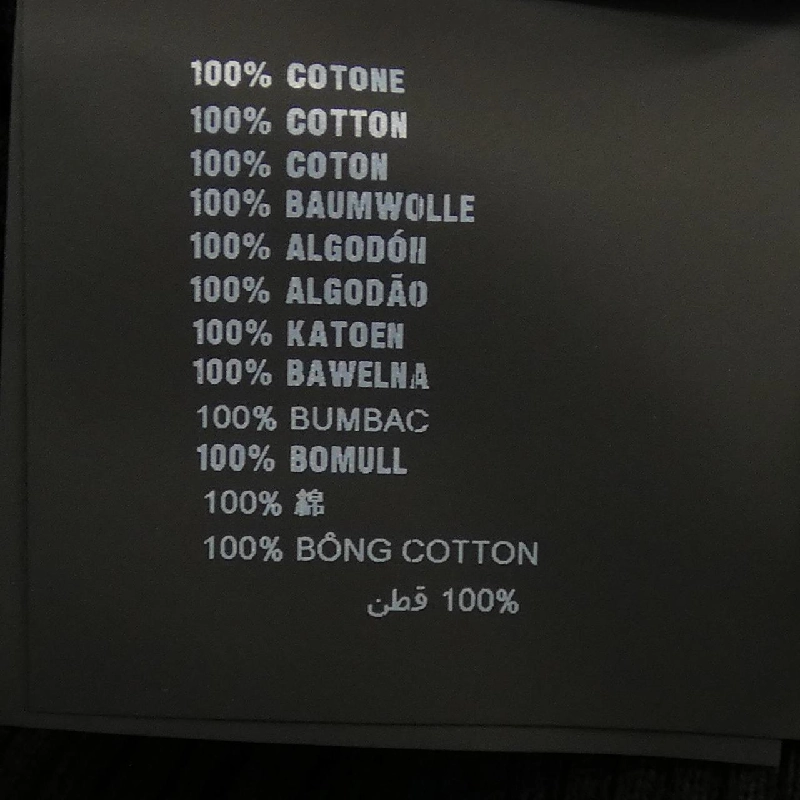 100% COTONE
100% COTTON
100% COTON
100% BAUMWOLLE
100% ALGODÓN
100% ALGODÃO
100% KATOEN
100% BAWELNA
100% BUMBAC
100% BOMULL
100% 綿
100% BÔNG COTTON
100% قطن